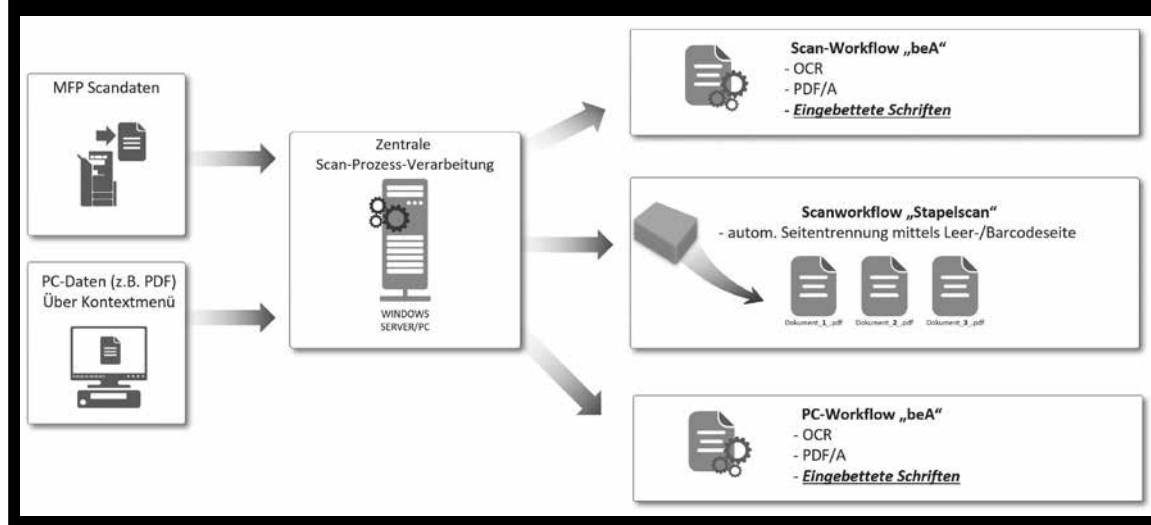 MFP Scandaten
PC-Daten (z.B. PDF)
Über Kontextmenü
Zentrale
Scan-Prozess-Verarbeitung
WINDOWS
SERVER/PC
Scan-Workflow „beA“
- OCR
- PDF/A
- Eingebettete Schriften
Scanworkflow „Stapelscan“
- autom. Seitentrennung mittels Leer-/Barcodeseite
Dokument_1_.pdf Dokument_2_.pdf Dokument_3_.pdf
PC-Workflow „beA“
- OCR
- PDF/A
- Eingebettete Schriften